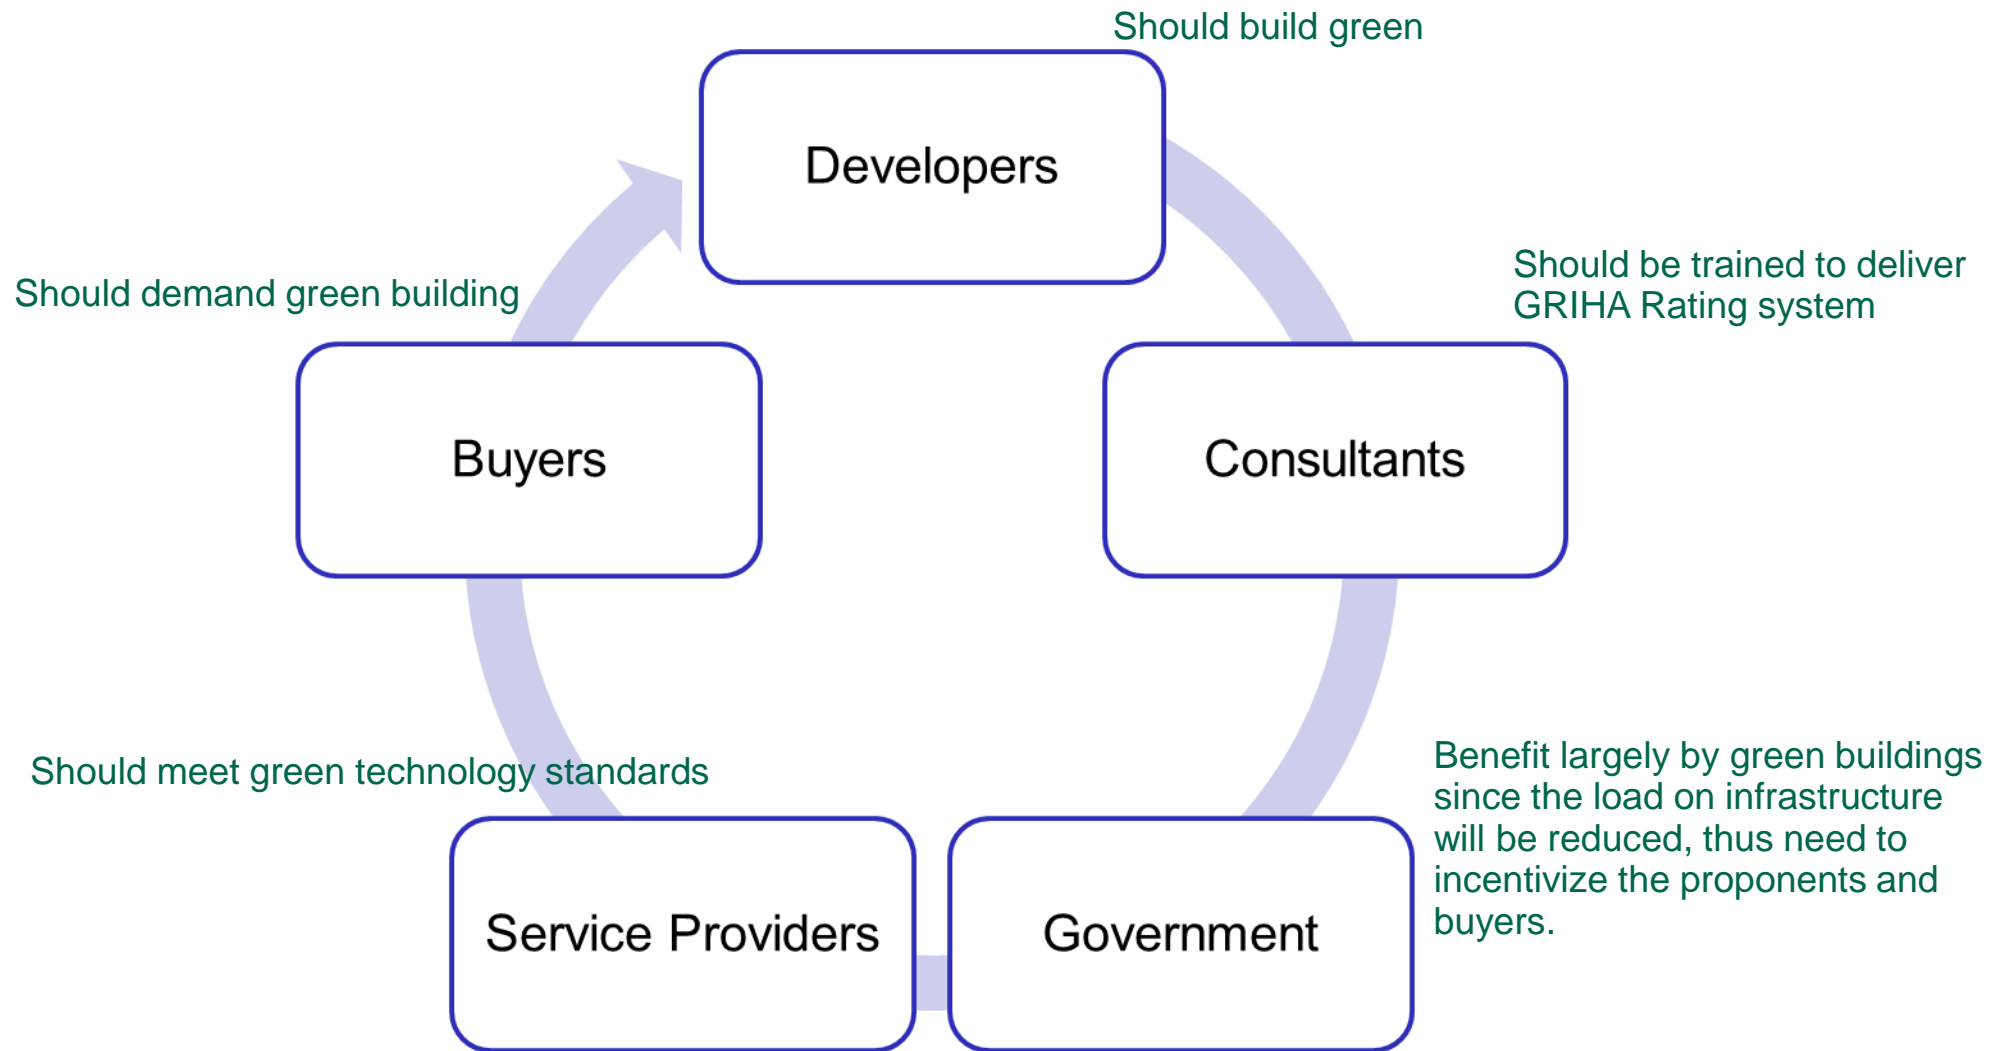 Should build green
Developers
Should demand green building
Should be trained to deliver
GRIHA Rating system
Buyers
Consultants
Should meet green technology standards
Benefit largely by green buildings
since the load on infrastructure
will be reduced, thus need to
incentivize the proponents and
buyers.
Service Providers
Government